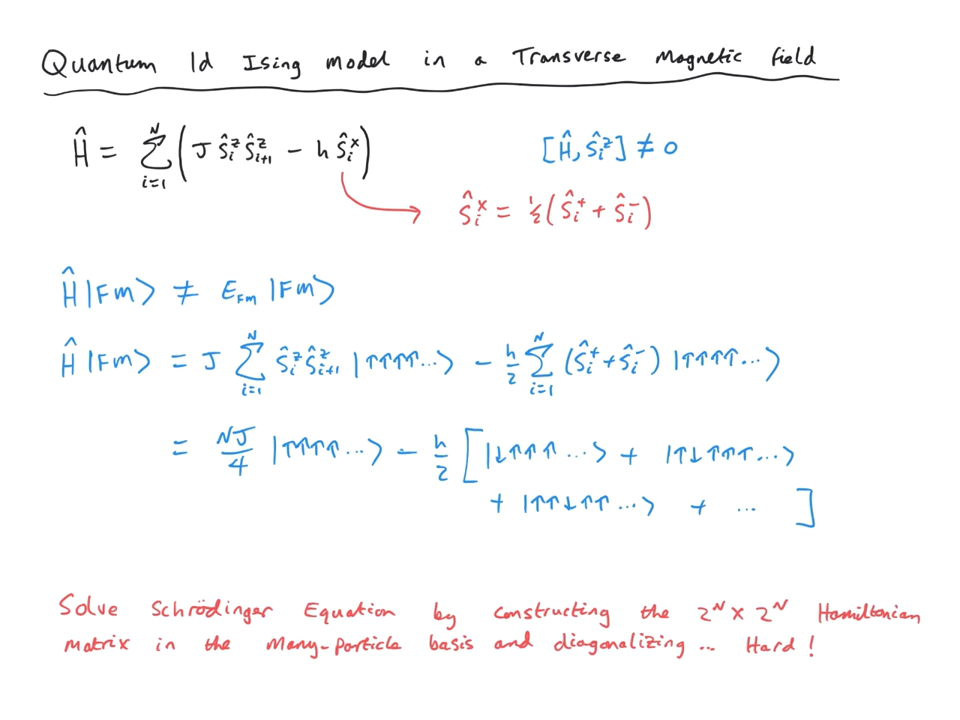 Quantum 1d Ising model in a Transverse Magnetic field
Ĥ = Σ_{i=1}^{N} (J Ŝ_i^z Ŝ_{i+1}^z − h Ŝ_i^x)    [Ĥ, Ŝ_i^z] ≠ 0
Ŝ_i^x = ½(Ŝ_i^+ + Ŝ_i^-)
Ĥ |FM⟩ ≠ E_{FM} |FM⟩
Ĥ |FM⟩ = J Σ_{i=1}^{N} Ŝ_i^z Ŝ_{i+1}^z |↑↑↑↑...⟩ − h/2 Σ_{i=1}^{N} (Ŝ_i^+ + Ŝ_i^-) |↑↑↑↑...⟩
= NJ/4 |↑↑↑↑...⟩ − h/2 [ |↓↑↑↑...⟩ + |↑↓↑↑↑...⟩
+ |↑↑↓↑↑...⟩ + ... ]
Solve Schrödinger Equation by constructing the 2^N × 2^N Hamiltonian
matrix in the Many-Particle basis and diagonalizing ... Hard !